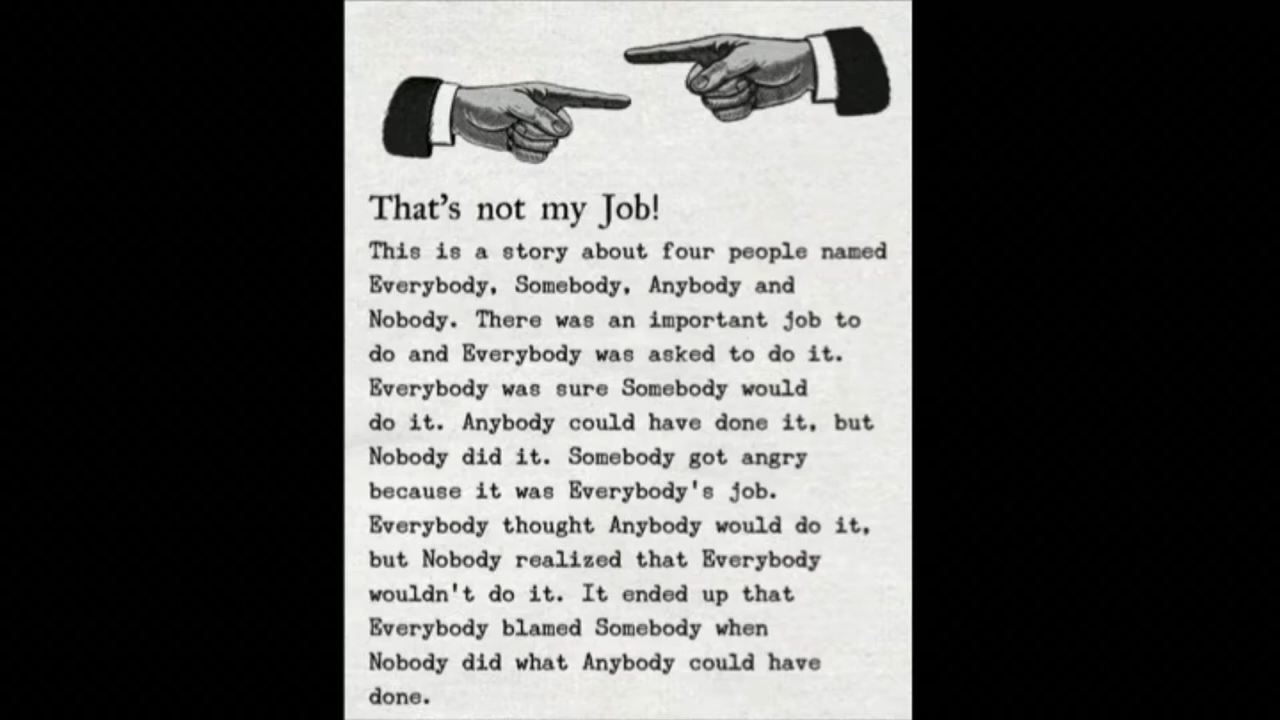 That's not my Job!
This is a story about four people named
Everybody, Somebody, Anybody and
Nobody. There was an important job to
do and Everybody was asked to do it.
Everybody was sure Somebody would
do it. Anybody could have done it, but
Nobody did it. Somebody got angry
because it was Everybody's job.
Everybody thought Anybody would do it,
but Nobody realized that Everybody
wouldn't do it. It ended up that
Everybody blamed Somebody when
Nobody did what Anybody could have
done.